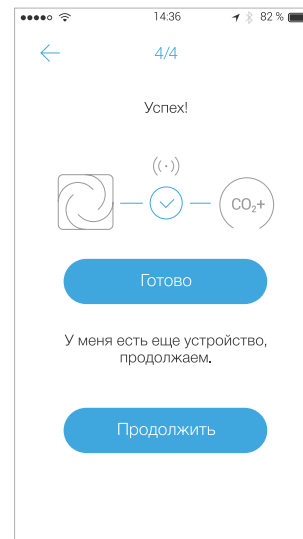 14:36
82 %
4/4
Успех!
CO₂+
Готово
У меня есть еще устройство,
продолжаем.
Продолжить